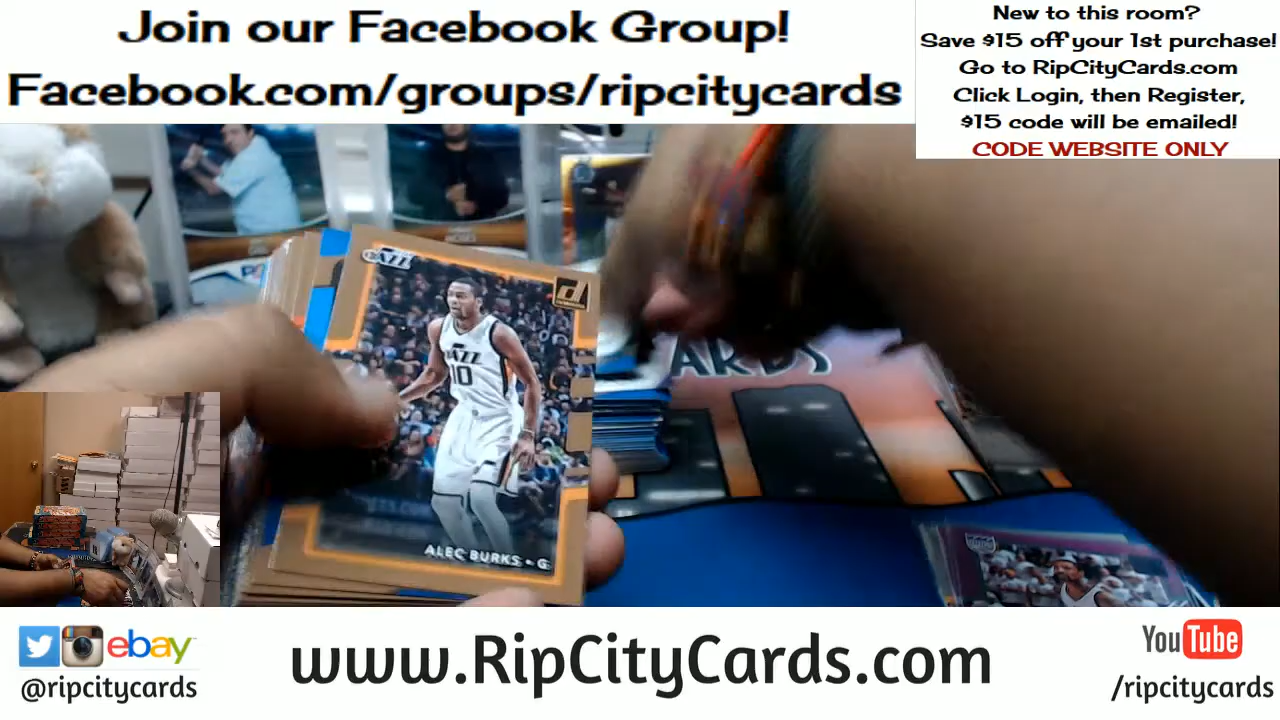 Join our Facebook Group!
Facebook.com/groups/ripcitycards
New to this room?
Save $15 off your 1st purchase!
Go to RipCityCards.com
Click Login, then Register,
$15 code will be emailed!
CODE WEBSITE ONLY
JAZZ
JAZZ
10
ALEC BURKS - G
ARDS
ebay
@ripcitycards
www.RipCityCards.com
YouTube
/ripcitycards